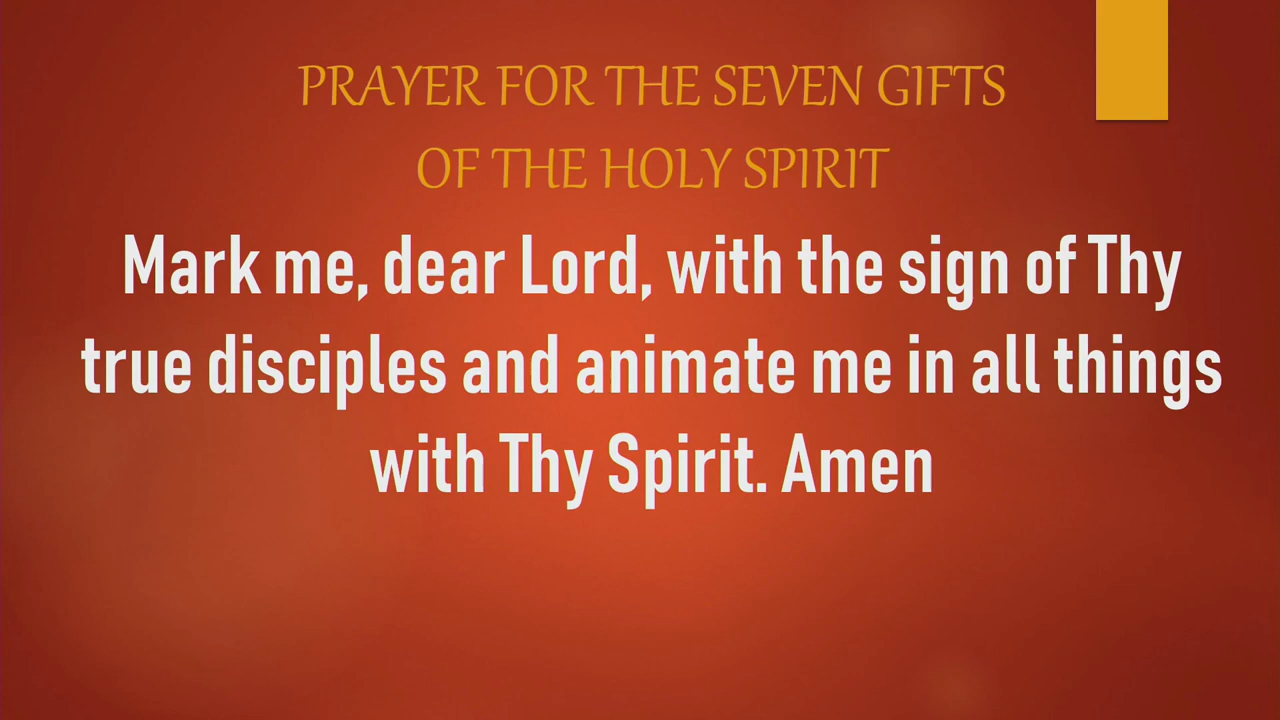 PRAYER FOR THE SEVEN GIFTS
OF THE HOLY SPIRIT
Mark me, dear Lord, with the sign of Thy
true disciples and animate me in all things
with Thy Spirit. Amen